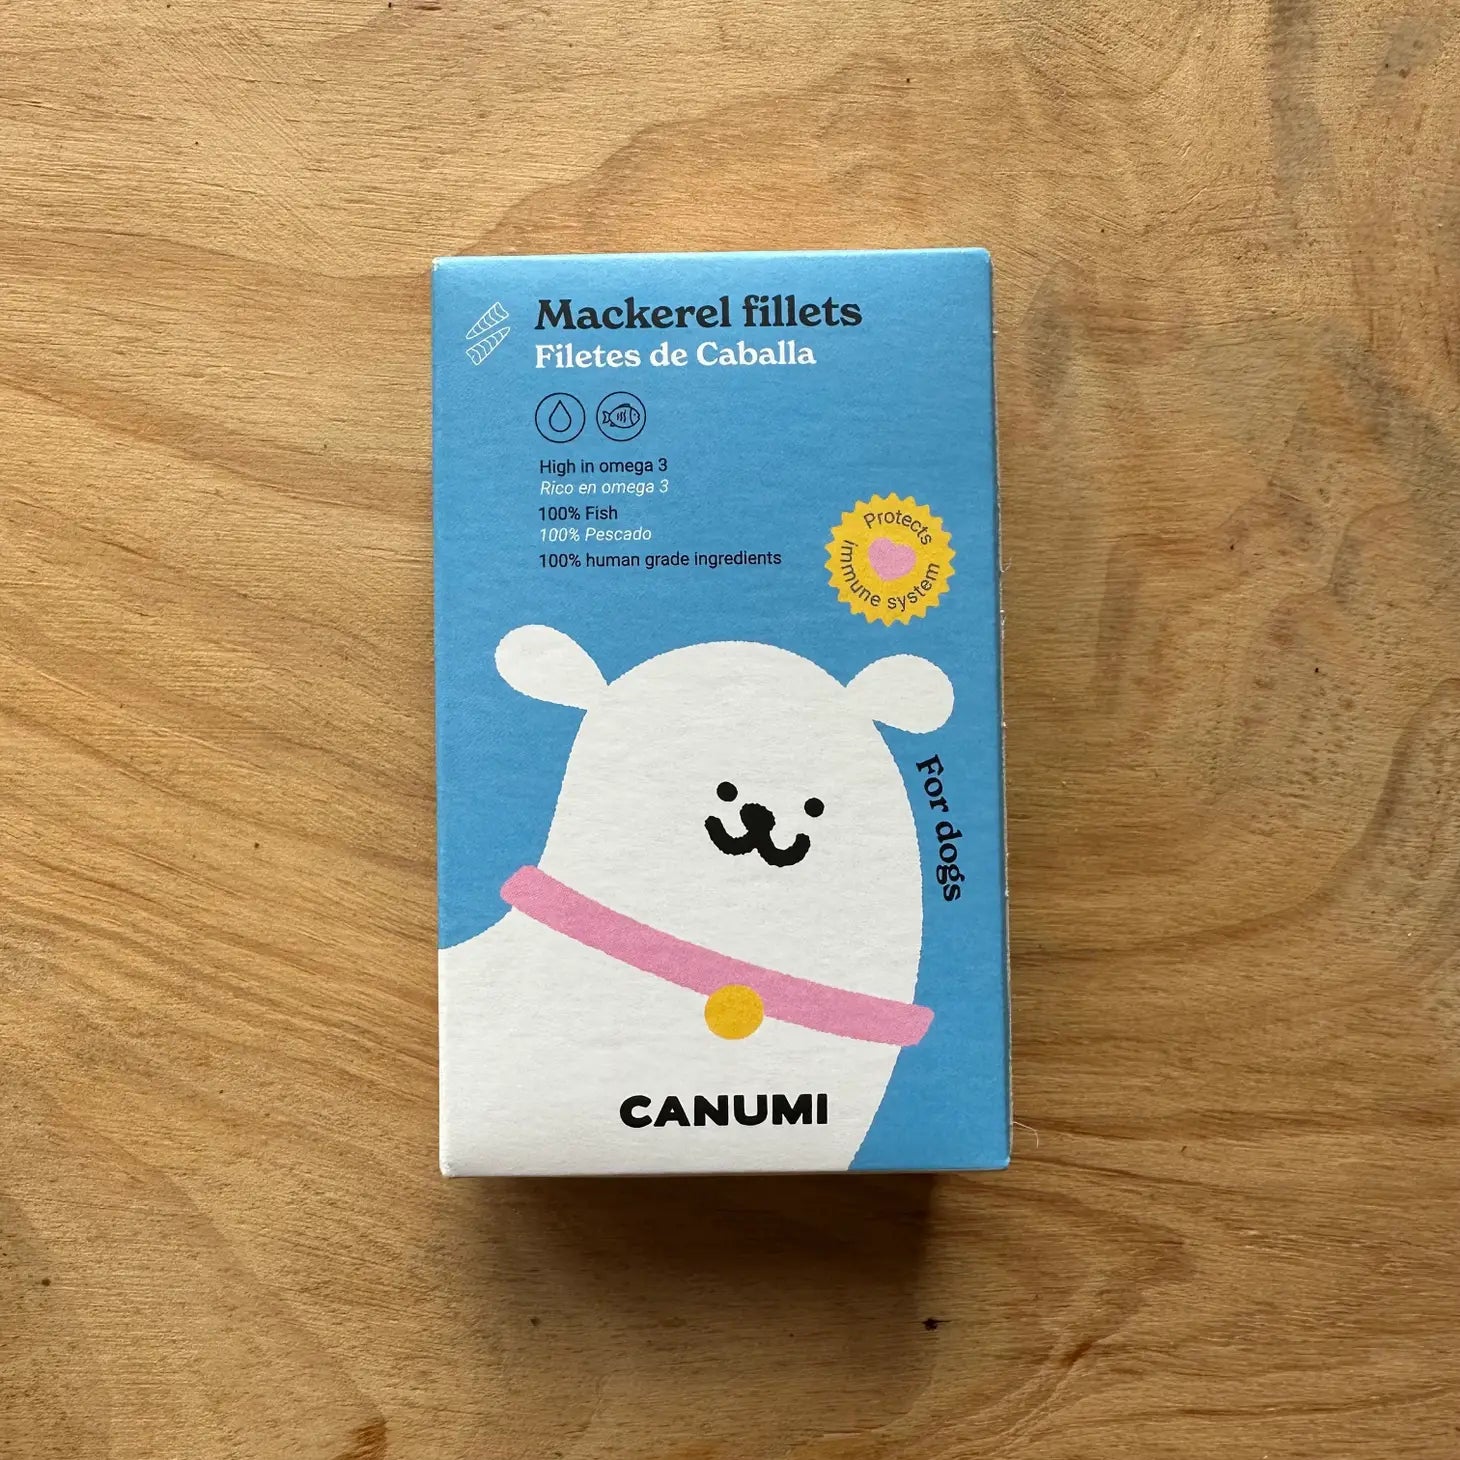 Mackerel fillets
Filetes de Caballa
High in omega 3
Rico en omega 3
100% Fish
100% Pescado
100% human grade ingredients
Protects
immune system
For dogs
CANUMI